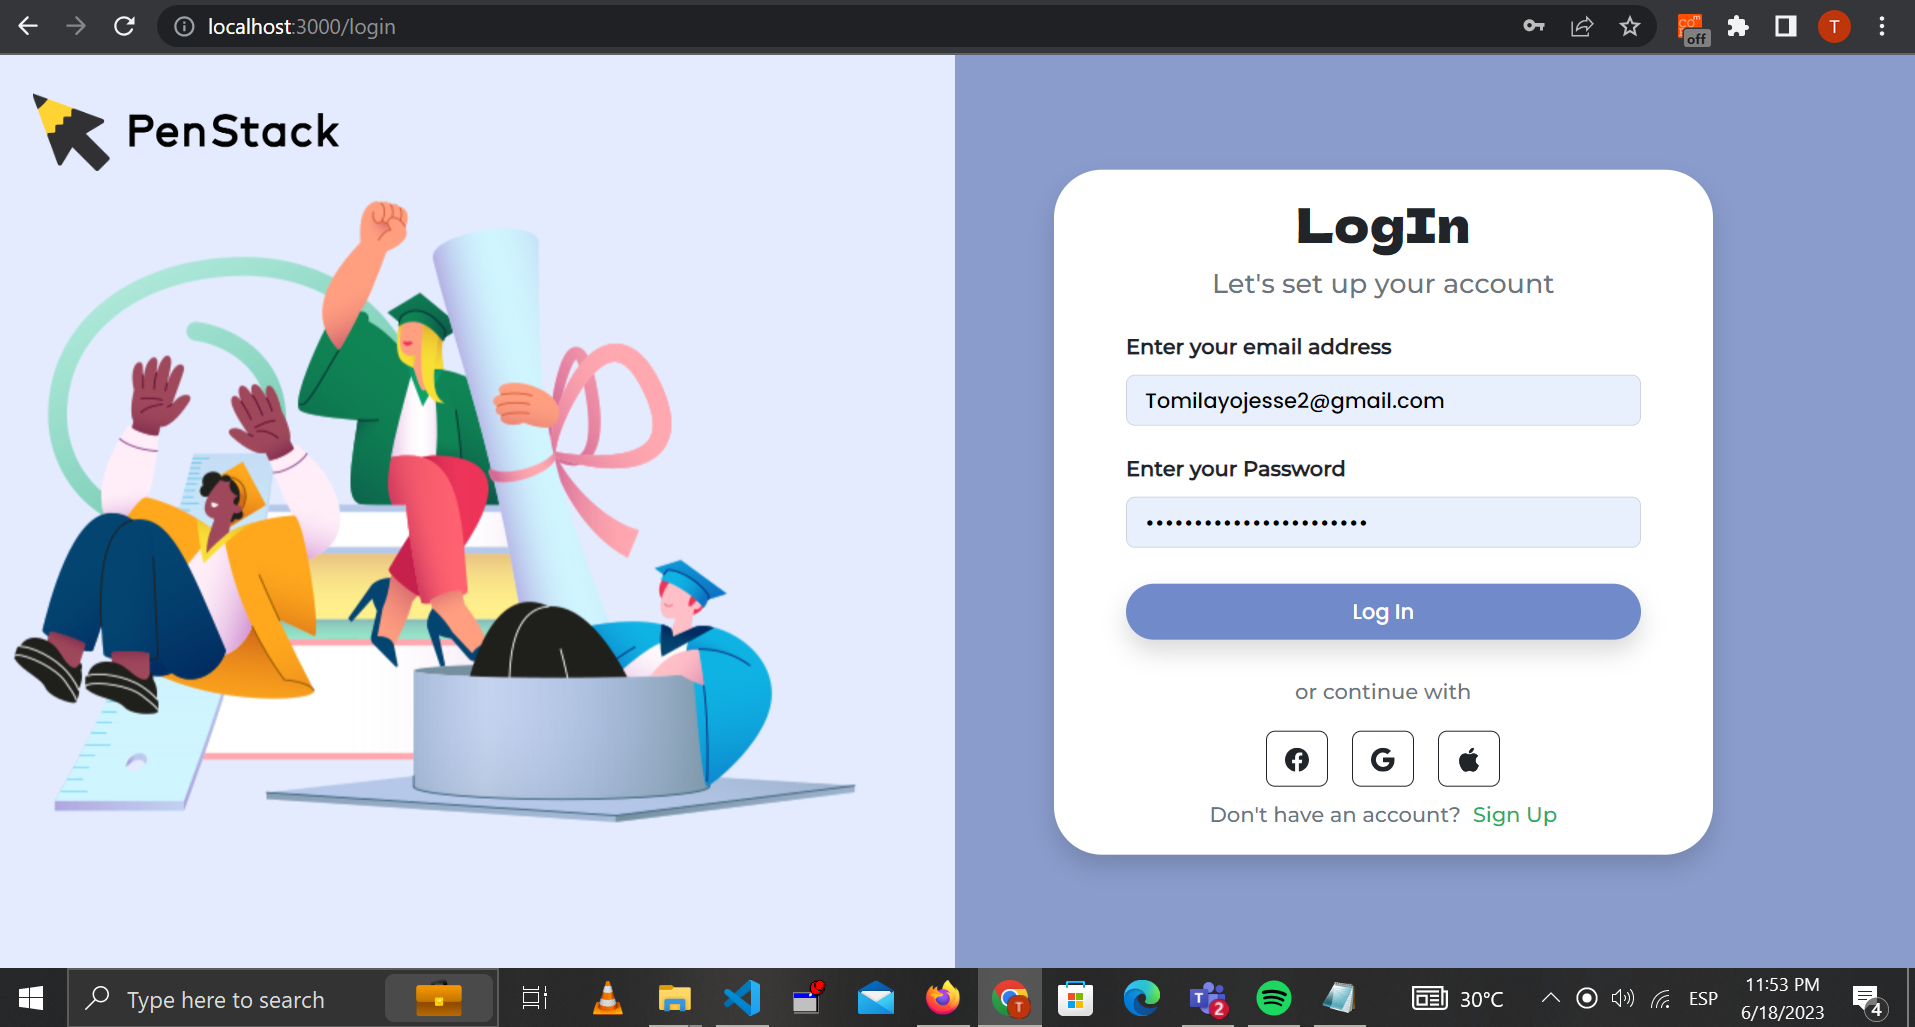 localhost:3000/login
off
T
PenStack
LogIn
Let's set up your account
Enter your email address
Tomilayojesse2@gmail.com
Enter your Password
Log In
or continue with
Don't have an account? Sign Up
Type here to search
T
T
2
30°C
ESP
11:53 PM
6/18/2023
4